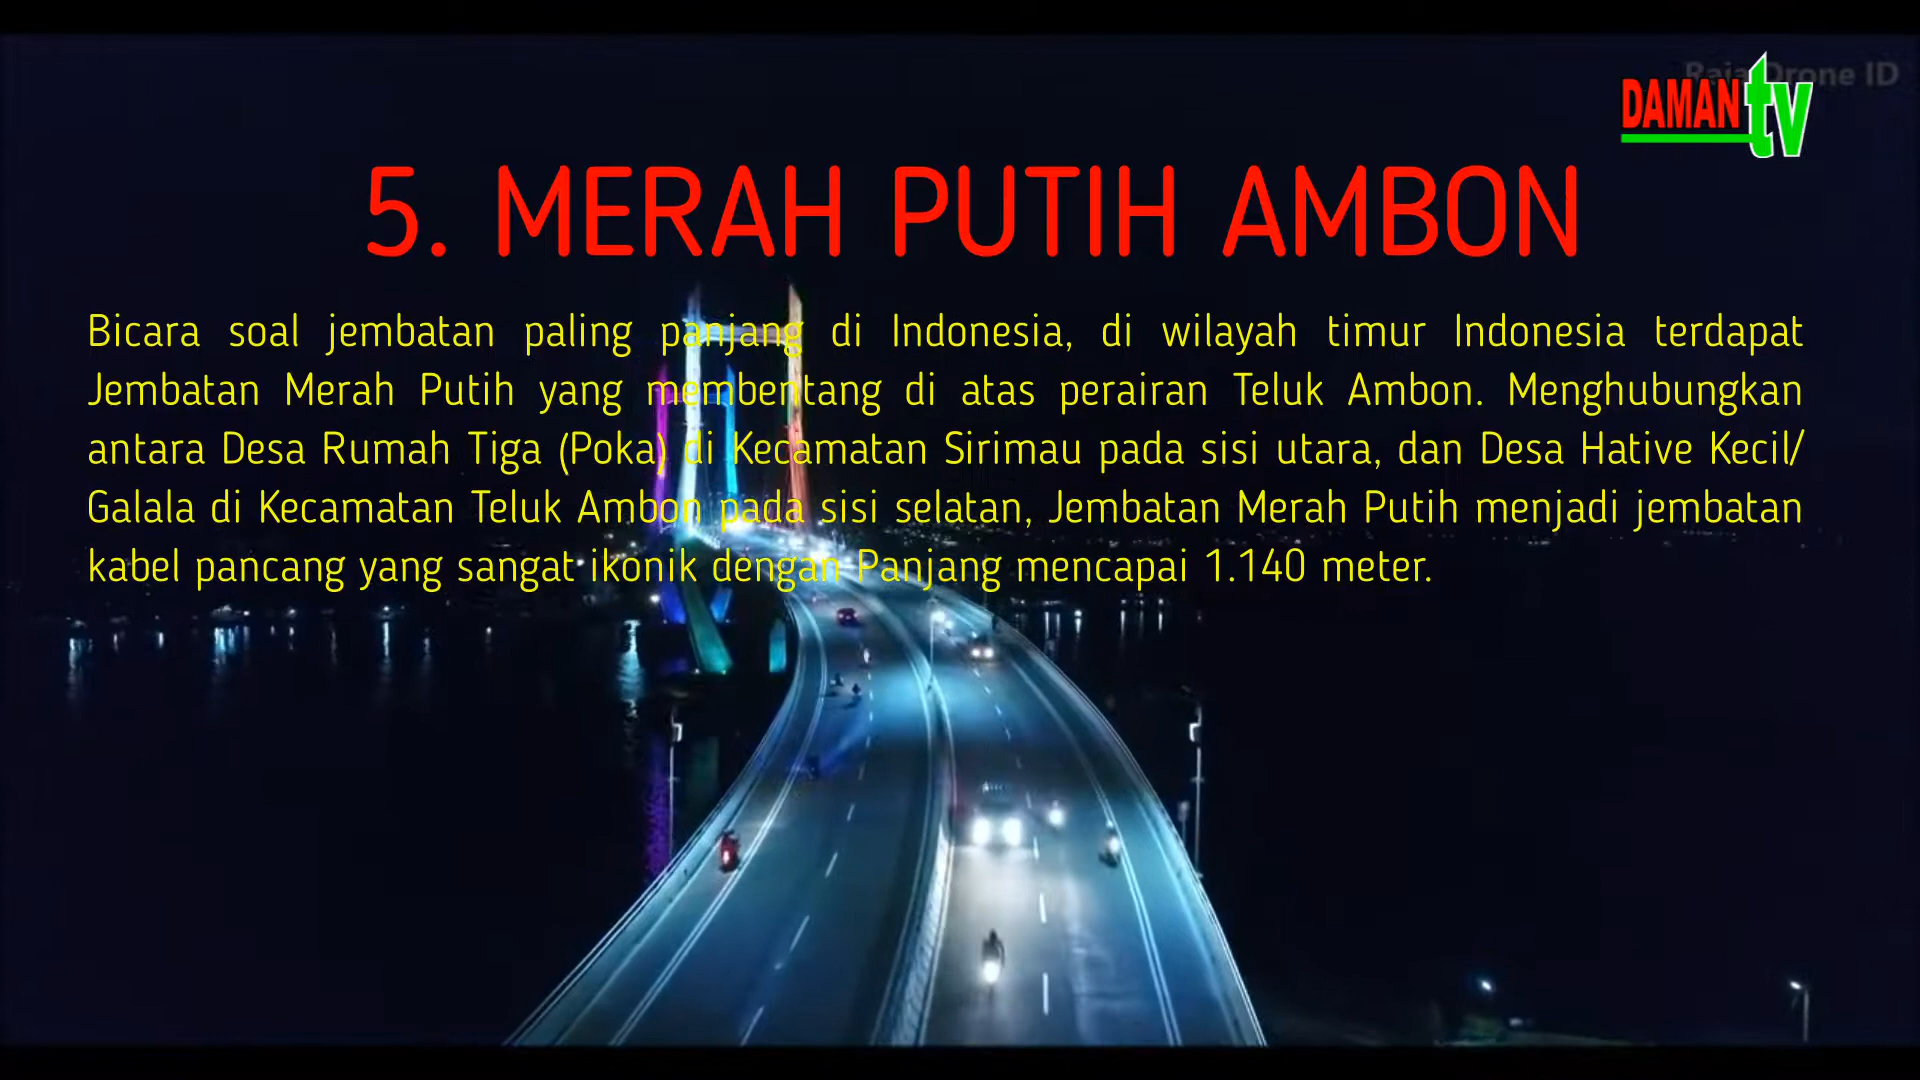 Raja Drone ID
DAMAN tv
5. MERAH PUTIH AMBON
Bicara soal jembatan paling panjang di Indonesia, di wilayah timur Indonesia terdapat
Jembatan Merah Putih yang membentang di atas perairan Teluk Ambon. Menghubungkan
antara Desa Rumah Tiga (Poka) di Kecamatan Sirimau pada sisi utara, dan Desa Hative Kecil/
Galala di Kecamatan Teluk Ambon pada sisi selatan, Jembatan Merah Putih menjadi jembatan
kabel pancang yang sangat ikonik dengan Panjang mencapai 1.140 meter.